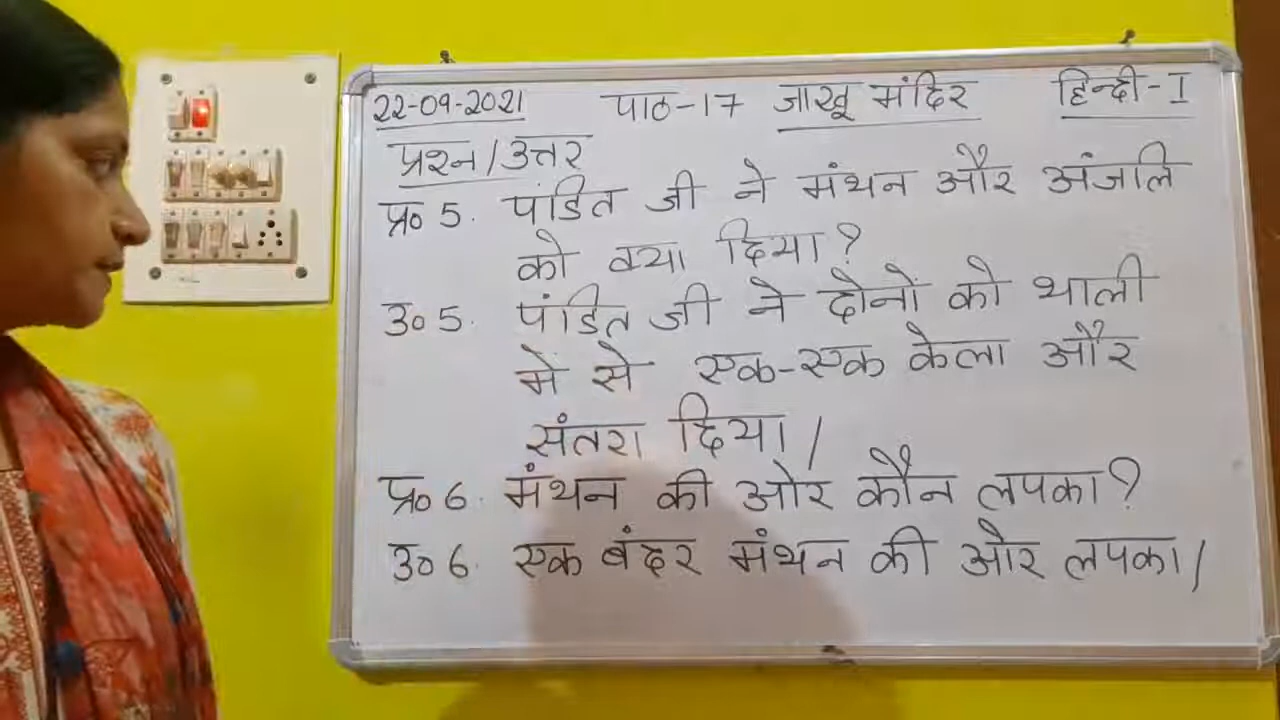 22-09-2021 पाठ-17 जाखू मंदिर हिन्दी-I
प्रश्न/उत्तर
प्र० 5. पंडित जी ने मंथन और अंजलि
को क्या दिया?
उ० 5. पंडित जी ने दोनों को थाली
में से एक-एक केला और
संतरा दिया।
प्र० 6. मंथन की ओर कौन लपका?
उ० 6. एक बंदर मंथन की ओर लपका।